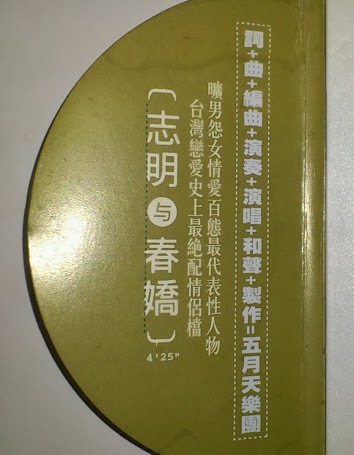 詞+曲+編曲+演奏+演唱+和聲+製作=五月天樂團
曠男怨女情愛百態最代表性人物
台灣戀愛史上最絕配情侶檔
〔志明与春嬌〕
4'25"